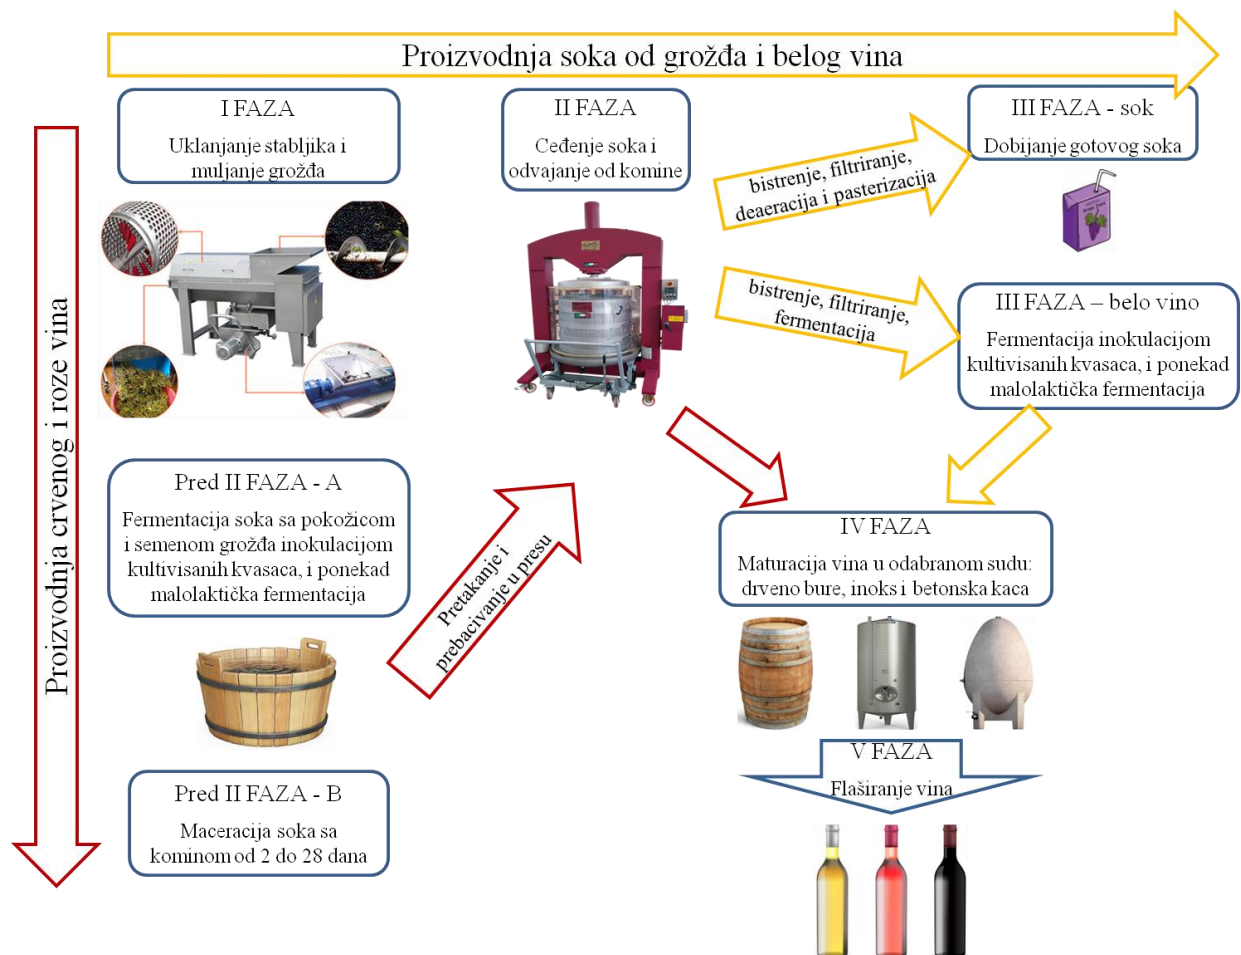 Proizvodnja soka od grožđa i belog vina
I FAZA
Uklanjanje stabljika i
muljanje grožđa
II FAZA
Ceđenje soka i
odvajanje od komine
III FAZA - sok
Dobijanje gotovog soka
bistrenje, filtriranje,
deaeracija i pasterizacija
bistrenje, filtriranje,
fermentacija
III FAZA – belo vino
Fermentacija inokulacijom
kultivisanih kvasaca, i ponekad
malolaktička fermentacija
Proizvodnja crvenog i roze vina
Pred II FAZA - A
Fermentacija soka sa pokožicom
i semenom grožđa inokulacijom
kultivisanih kvasaca, i ponekad
malolaktička fermentacija
Pretakanje i
prebacivanje u presu
Pred II FAZA - B
Maceracija soka sa
kominom od 2 do 28 dana
IV FAZA
Maturacija vina u odabranom sudu:
drveno bure, inoks i betonska kaca
V FAZA
Flaširanje vina